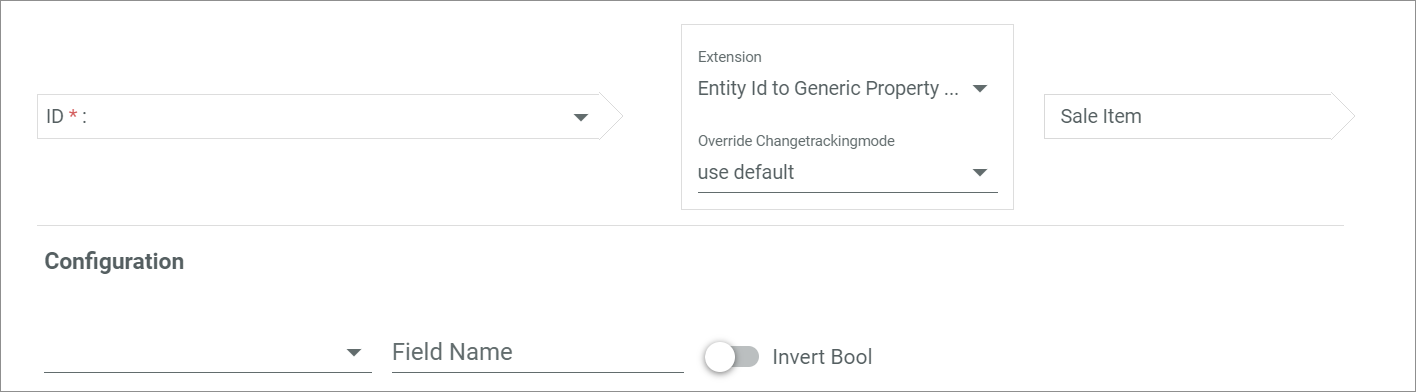 Extension
Entity Id to Generic Property ...
ID * :
Sale Item
Override Changetrackingmode
use default
Configuration
Field Name
Invert Bool